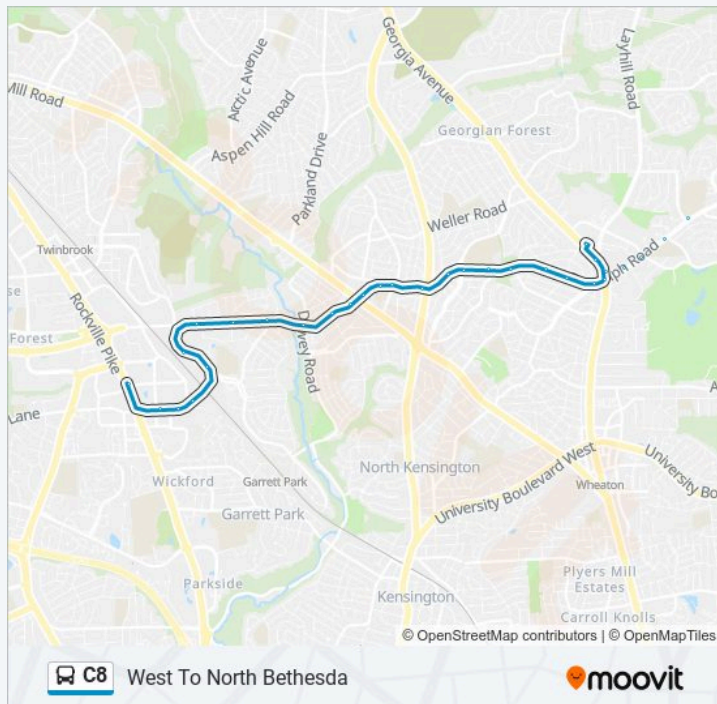 Georgia Avenue
Layhill Road
Mill Road
Arctic Avenue
Aspen Hill Road
Georgian Forest
Parkland Drive
Weller Road
Twinbrook
ph Road
se
Rockville Pike
Forest
Dewey Road
A
Lane
Wickford
North Kensington
University Boulevard West
University Bo
Garrett Park
Wheaton
Garrett Park
Parkside
Plyers Mill
Estates
Kensington
Carroll Knolls
© OpenStreetMap contributors | © OpenMapTiles
C8 West To North Bethesda
moovit